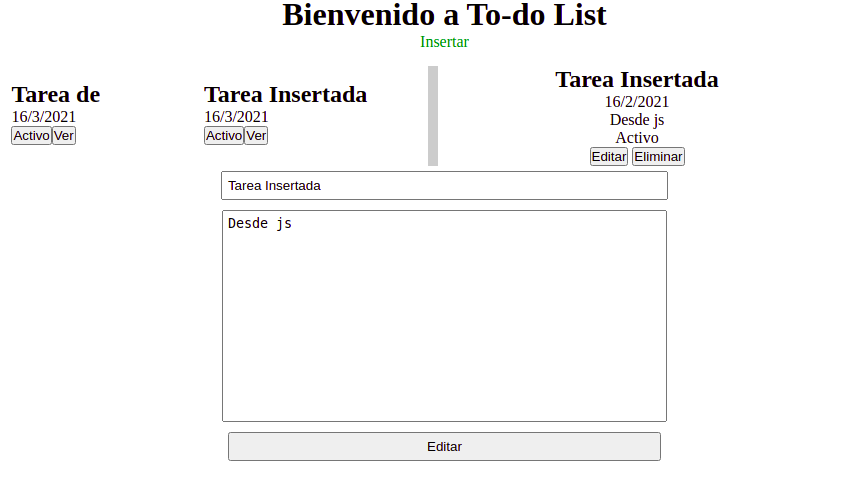 Bienvenido a To-do List
Insertar
Tarea de
16/3/2021
Activo Ver
Tarea Insertada
16/3/2021
Activo Ver
Tarea Insertada
16/2/2021
Desde js
Activo
Editar Eliminar
Tarea Insertada
Desde js
Editar